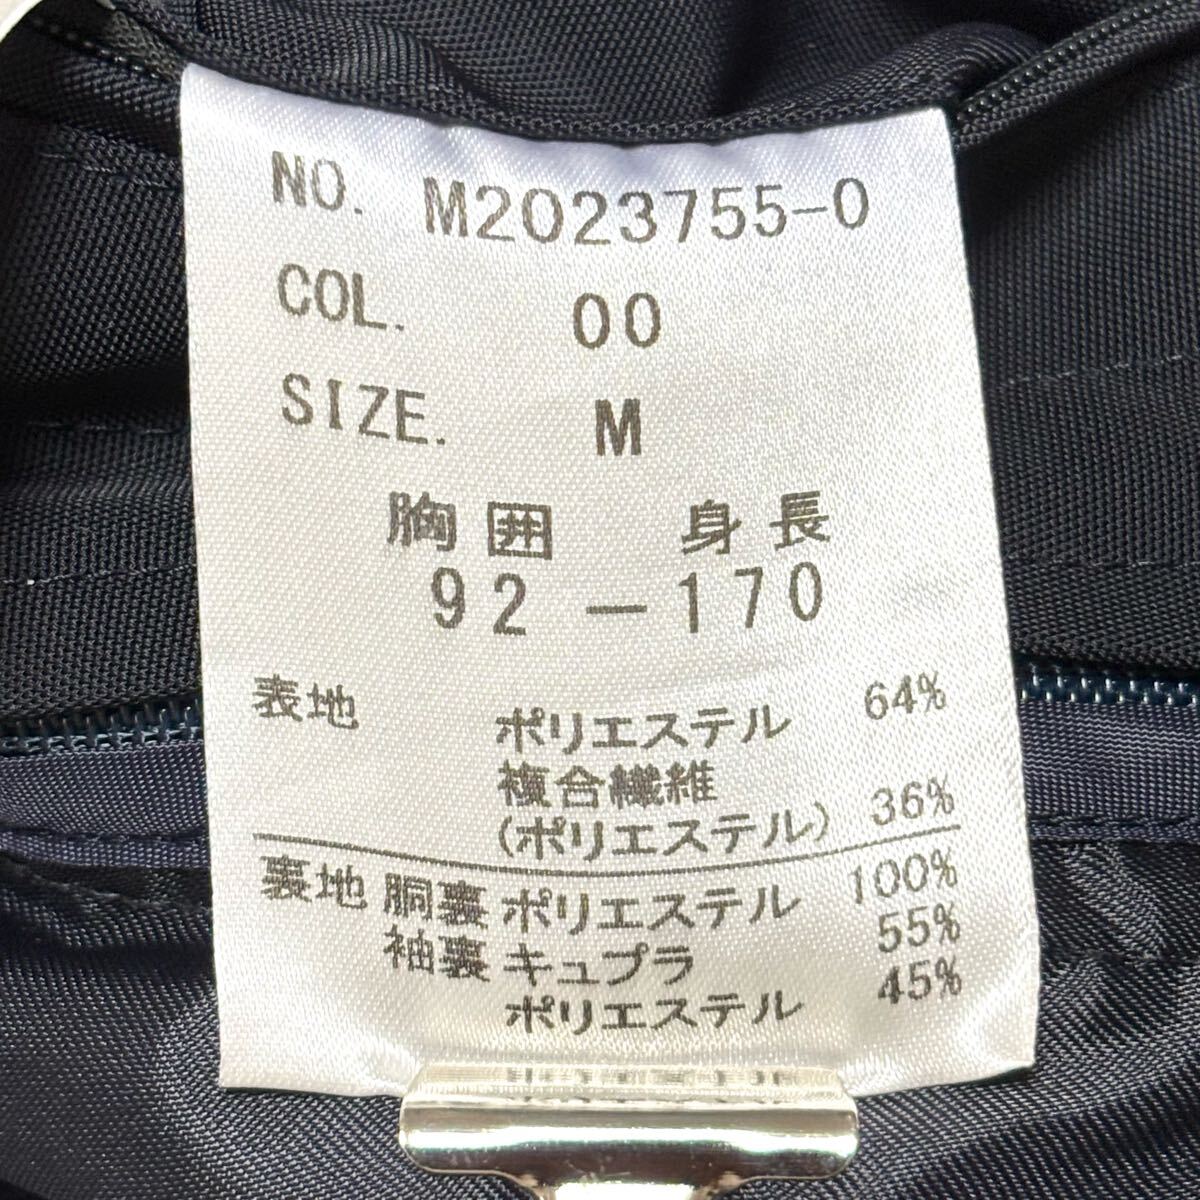 NO. M2023755-0
COL. 00
SIZE. M
胸囲 身長
92 — 170
表地 ポリエステル 64%
複合繊維
(ポリエステル) 36%
裏地 胴裏 ポリエステル 100%
袖裏 キュプラ 55%
ポリエステル 45%